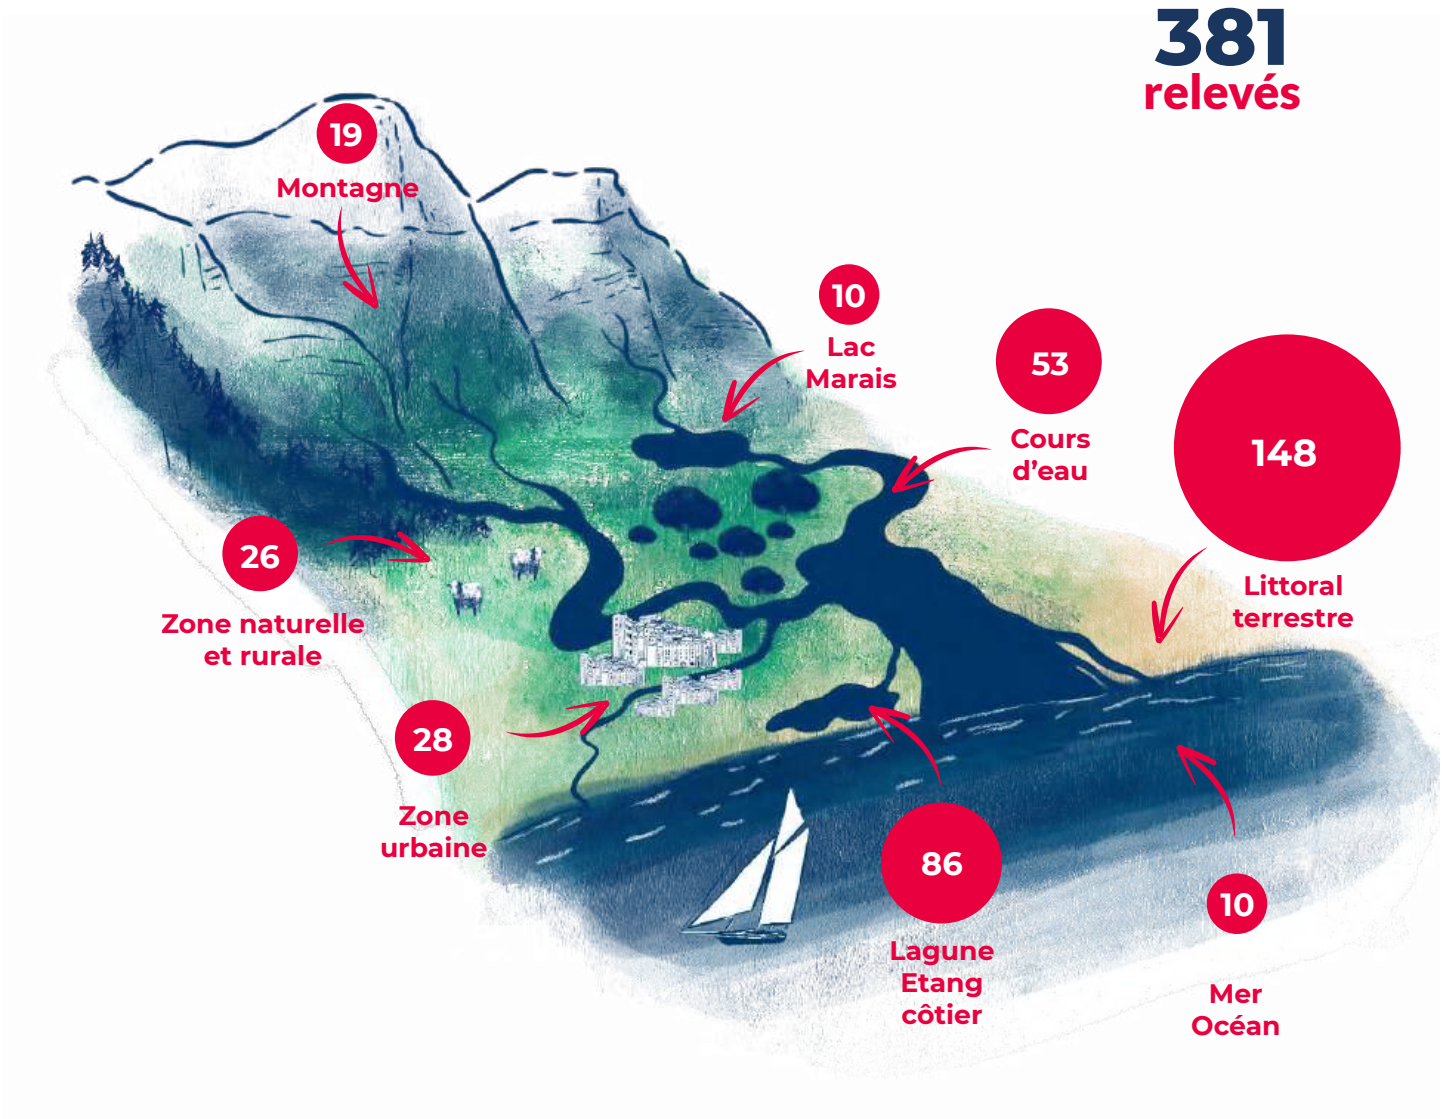 381
relevés
19
Montagne
10
Lac
Marais
53
Cours
d’eau
148
Littoral
terrestre
26
Zone naturelle
et rurale
28
Zone
urbaine
86
Lagune
Etang
côtier
10
Mer
Océan